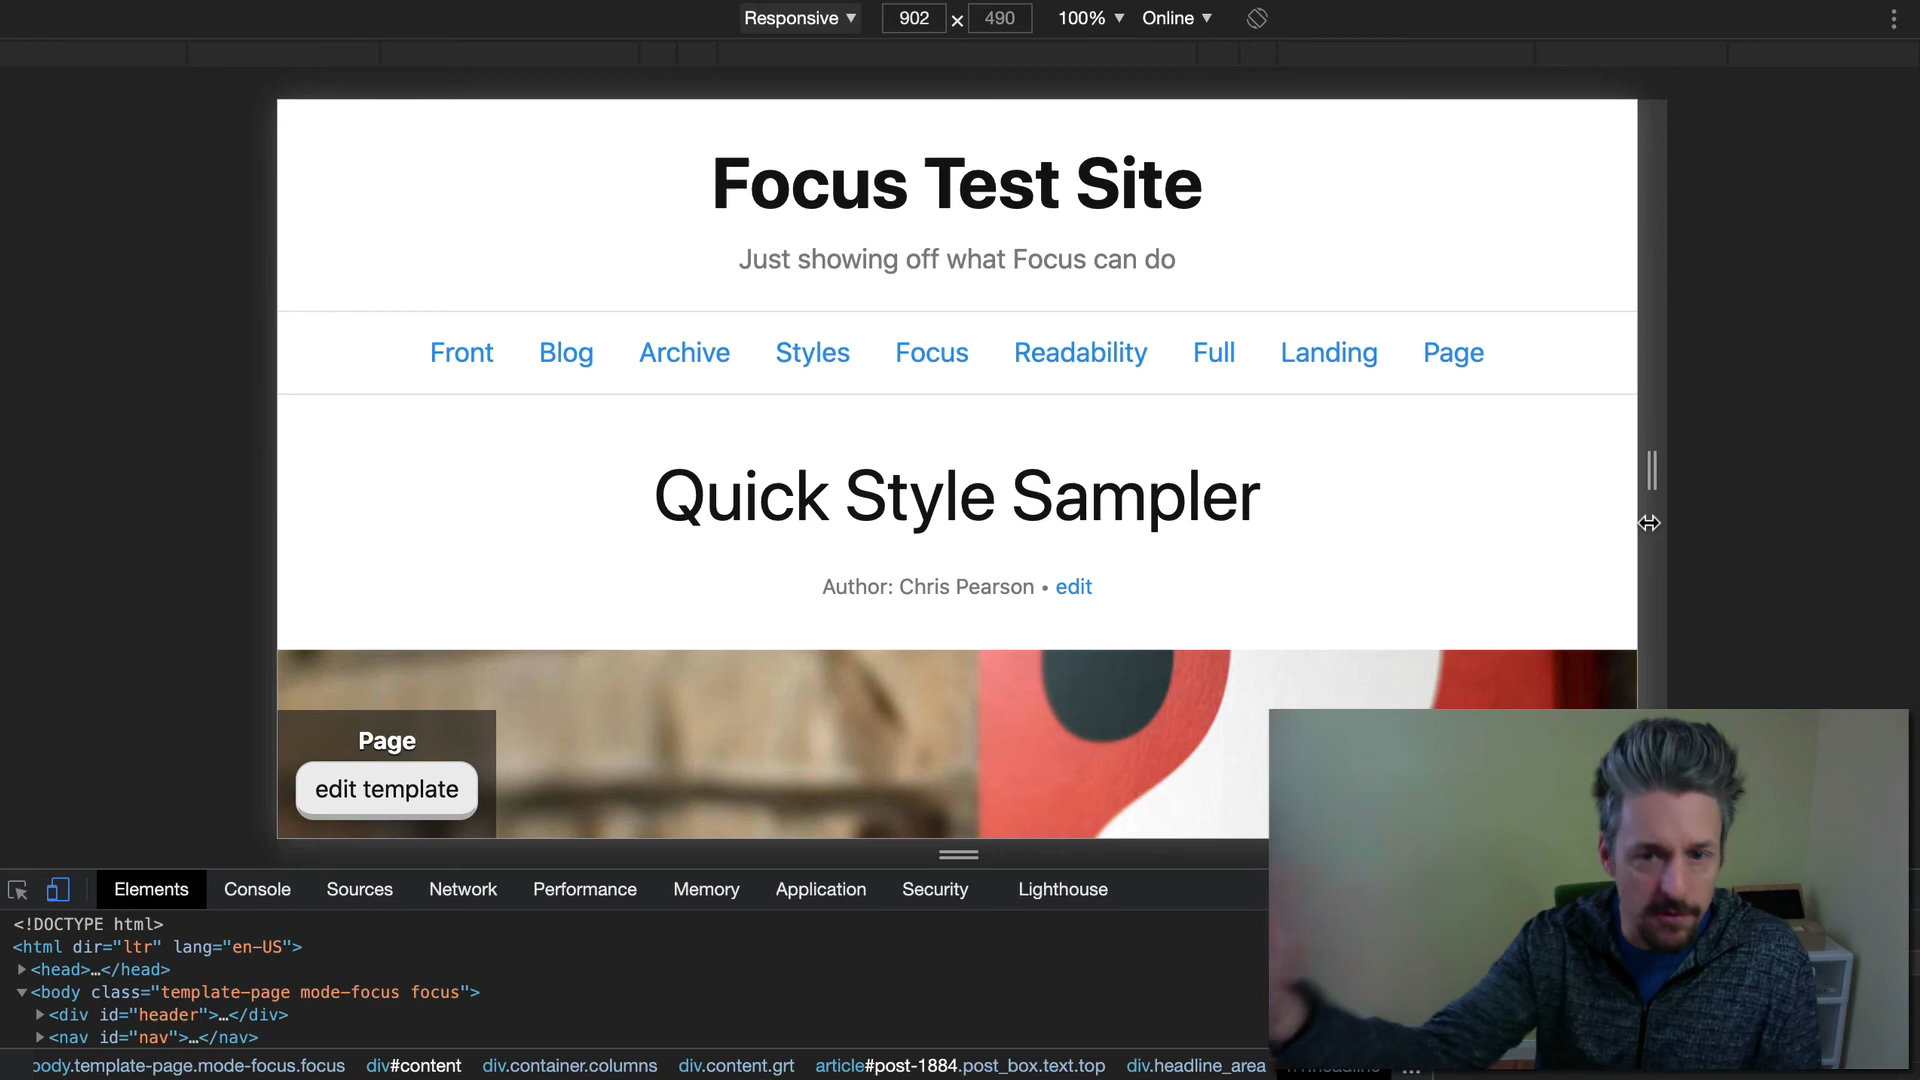 Responsive ▼ 902 × 490 100% ▼ Online ▼
Focus Test Site
Just showing off what Focus can do
Front Blog Archive Styles Focus Readability Full Landing Page
Quick Style Sampler
Author: Chris Pearson • edit
Page
edit template
Elements Console Sources Network Performance Memory Application Security Lighthouse
<!DOCTYPE html>
<html dir="ltr" lang="en-US">
▶<head>…</head>
▼<body class="template-page mode-focus focus">
▶<div id="header">…</div>
▶<nav id="nav">…</nav>
body.template-page.mode-focus.focus div#content div.container.columns div.content.grt article#post-1884.post_box.text.top div.headline_area ...